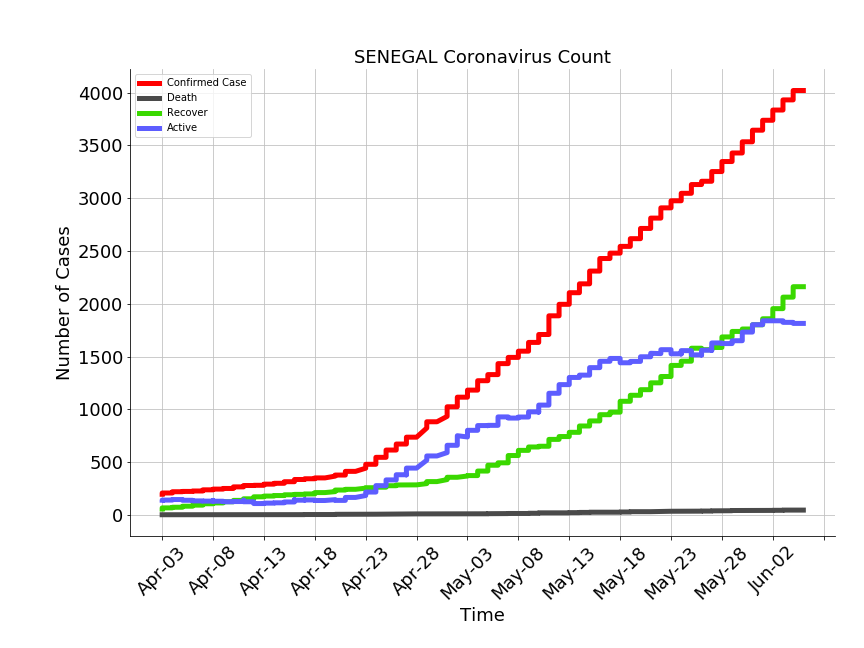 SENEGAL Coronavirus Count
Confirmed Case
Death
Recover
Active
Number of Cases
4000
3500
3000
2500
2000
1500
1000
500
0
Apr-03
Apr-08
Apr-13
Apr-18
Apr-23
Apr-28
May-03
May-08
May-13
May-18
May-23
May-28
Jun-02
Time